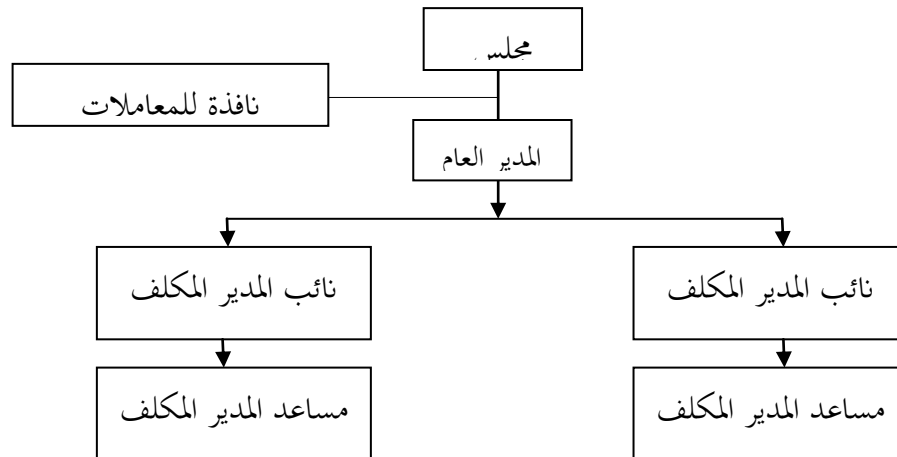 مجلس
نافذة للمعاملات
المدير العام
نائب المدير المكلف
نائب المدير المكلف
مساعد المدير المكلف
مساعد المدير المكلف